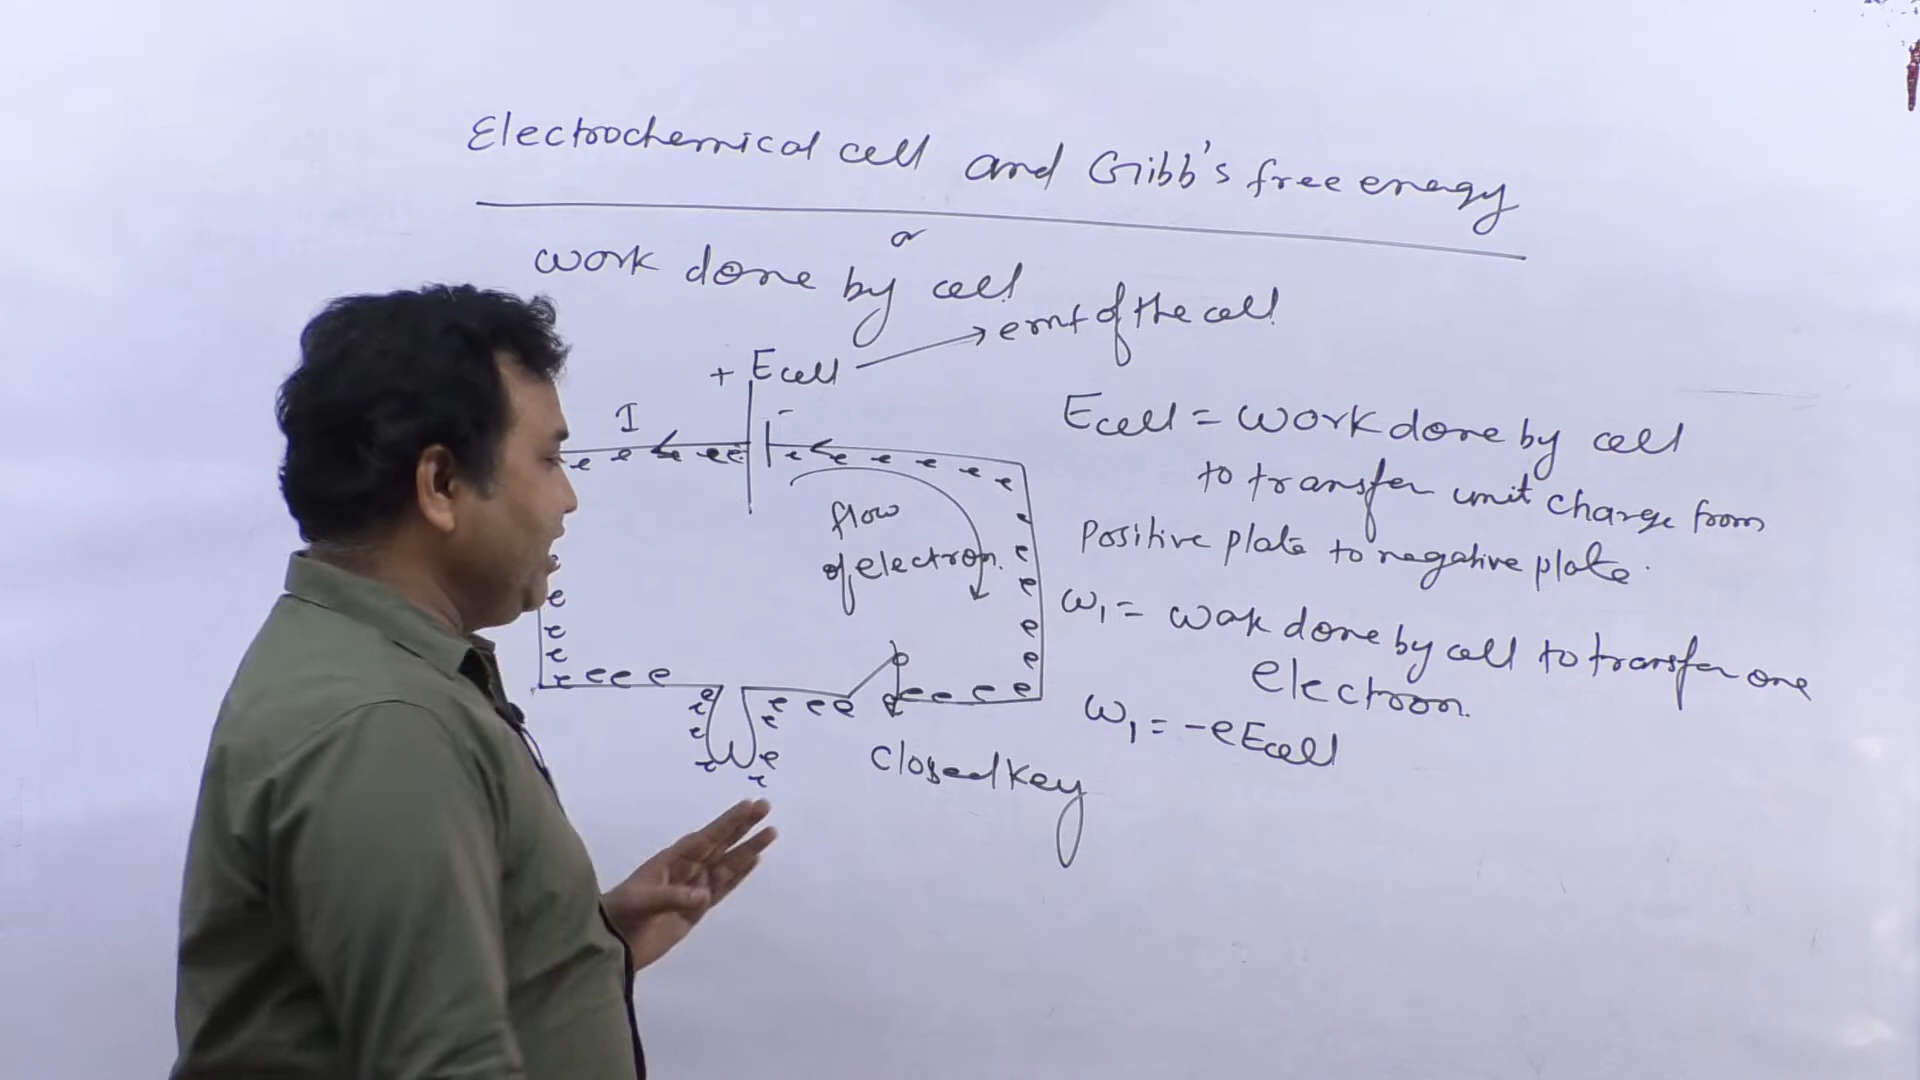 Electrochemical cell and Gibb's free energy
or
work done by cell
+ Ecell → emf of the cell
I
-
flow
of electron.
closed key
Ecell = work done by cell
to transfer unit charge from
Positive plate to negative plate.
w₁ = work done by cell to transfer one
electron.
w₁ = -eEcell
e e e e e
e e e e e e
e e e e e e
e e e e
e e e e
e e e e
e e e e
e e e
e e e e